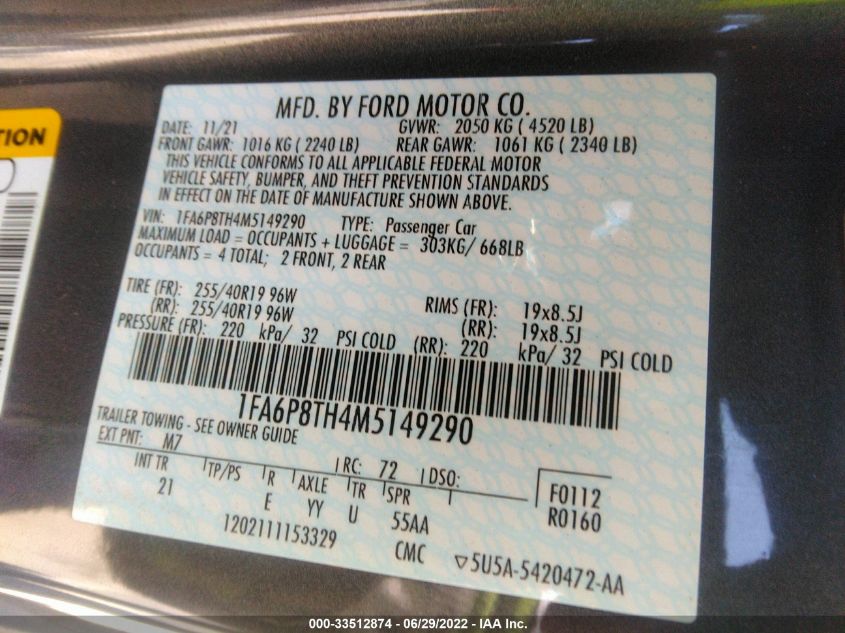 TION
MFD. BY FORD MOTOR CO.
DATE: 11/21 GVWR: 2050 KG ( 4520 LB)
FRONT GAWR: 1016 KG ( 2240 LB) REAR GAWR: 1061 KG ( 2340 LB)
THIS VEHICLE CONFORMS TO ALL APPLICABLE FEDERAL MOTOR
VEHICLE SAFETY, BUMPER, AND THEFT PREVENTION STANDARDS
IN EFFECT ON THE DATE OF MANUFACTURE SHOWN ABOVE.
VIN: 1FA6P8TH4M5149290 TYPE: Passenger Car
MAXIMUM LOAD = OCCUPANTS + LUGGAGE = 303KG/ 668LB
OCCUPANTS = 4 TOTAL; 2 FRONT, 2 REAR
TIRE (FR): 255/40R19 96W RIMS (FR): 19x8.5J
(RR): 255/40R19 96W (RR): 19x8.5J
PRESSURE (FR): 220 kPa/ 32 PSI COLD (RR): 220 kPa/ 32 PSI COLD
1FA6P8TH4M5149290
TRAILER TOWING - SEE OWNER GUIDE
EXT PNT: M7 RC: 72 DSO:
INT TR TP/PS R AXLE TR SPR F0112
21 E YY U 55AA R0160
1202111153329 CMC ▽5U5A-5420472-AA
000-33512874 - 06/29/2022 - IAA Inc.